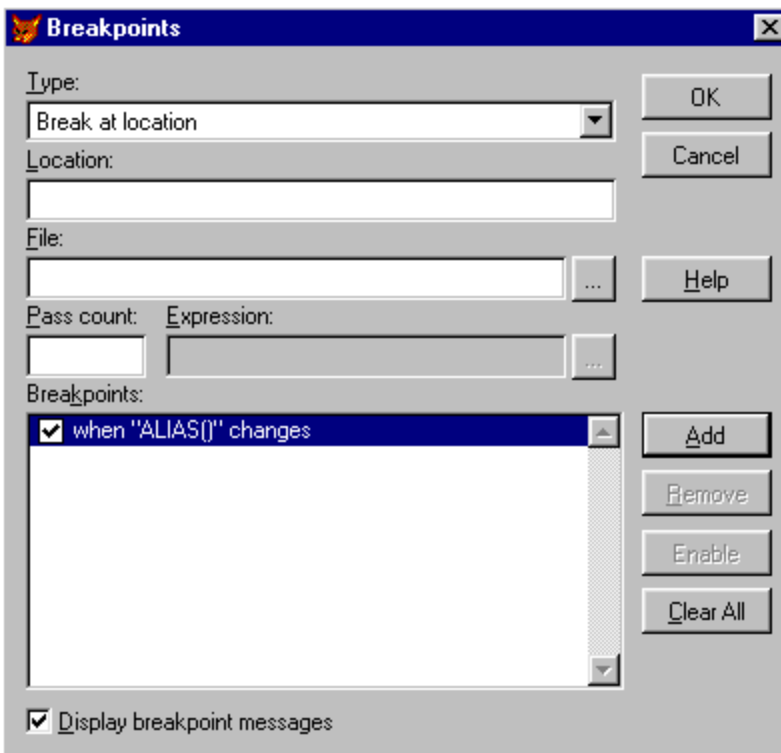 Breakpoints
Type:
OK
Break at location
Cancel
Location:
File:
...
Help
Pass count:
Expression:
...
Breakpoints:
when "ALIAS()" changes
Add
Remove
Enable
Clear All
Display breakpoint messages